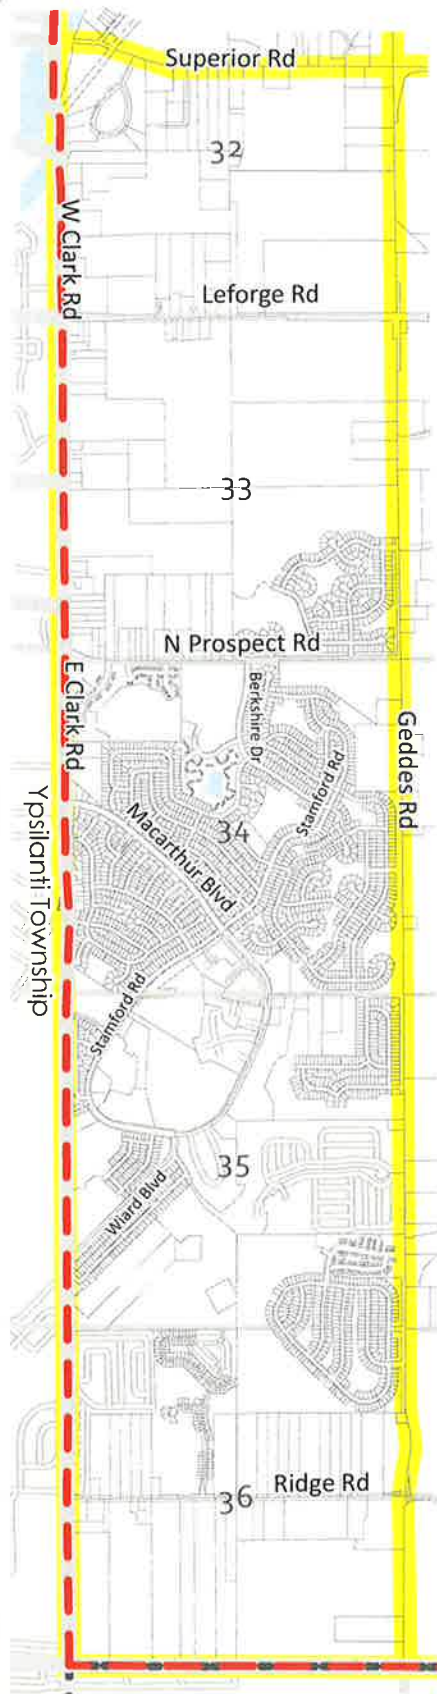 Superior Rd
32
W Clark Rd
Leforge Rd
33
N Prospect Rd
E Clark Rd
Berkshire Dr
Geddes Rd
Stamford Rd
34
Macarthur Blvd
Ypsilanti Township
Stamford Rd
35
Wiard Blvd
Ridge Rd
36